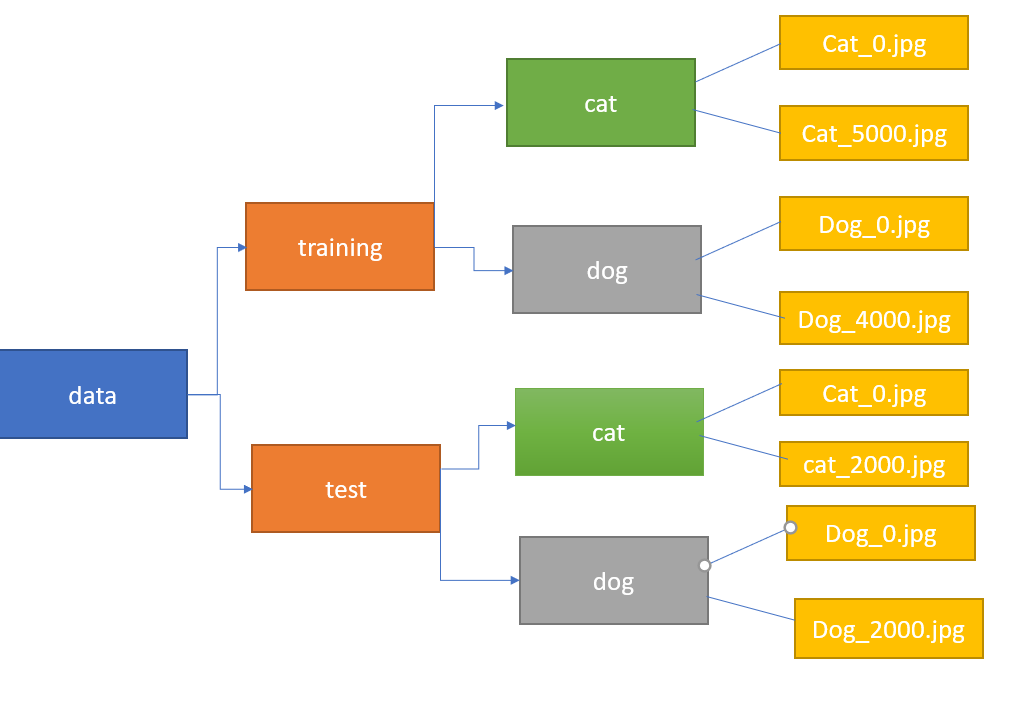 Cat_0.jpg
cat
Cat_5000.jpg
Dog_0.jpg
training
dog
Dog_4000.jpg
data
Cat_0.jpg
cat
cat_2000.jpg
test
Dog_0.jpg
dog
Dog_2000.jpg